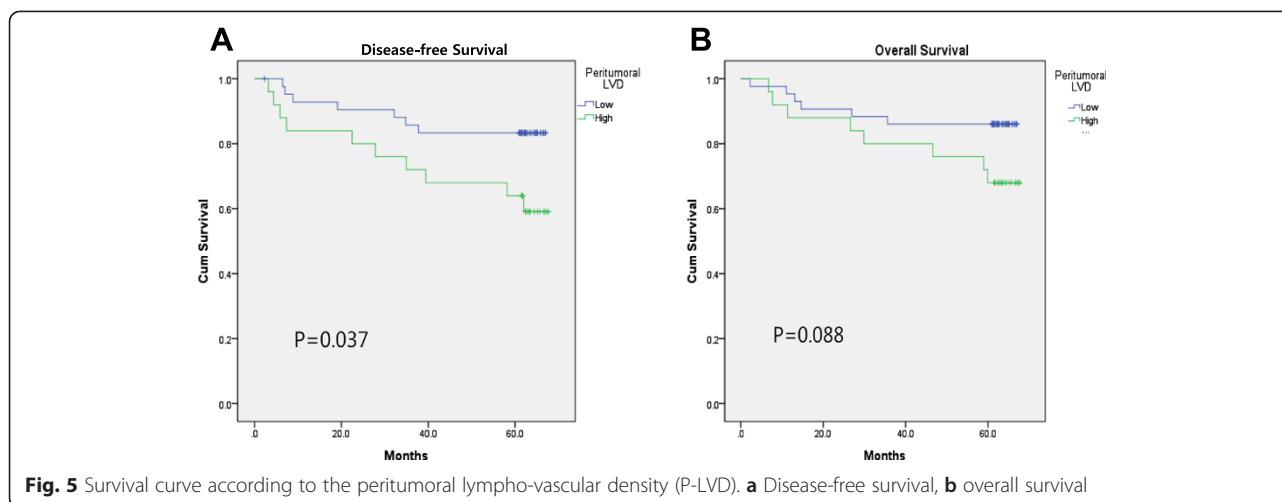 A
Disease-free Survival
Peritumoral
LVD
Low
High
1.0
0.8
0.6
0.4
0.2
0.0
Cum Survival
P=0.037
.0 20.0 40.0 60.0
Months
B
Overall Survival
Peritumoral
LVD
Low
High
...
1.0
0.8
0.6
0.4
0.2
0.0
Cum Survival
P=0.088
.0 20.0 40.0 60.0
Months
Fig. 5 Survival curve according to the peritumoral lympho-vascular density (P-LVD). a Disease-free survival, b overall survival